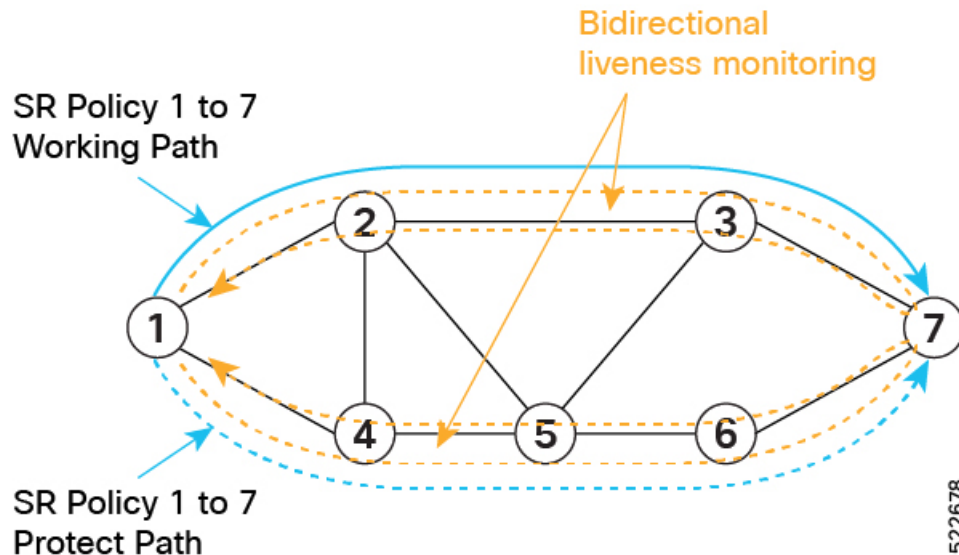 Bidirectional
liveness monitoring
SR Policy 1 to 7
Working Path
2
3
1
7
4
5
6
SR Policy 1 to 7
Protect Path
522678